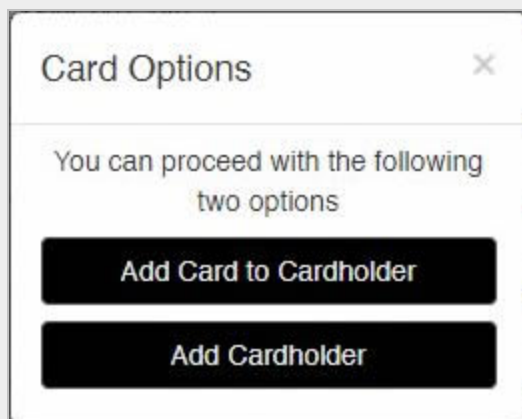 Card Options ×
You can proceed with the following
two options
Add Card to Cardholder
Add Cardholder